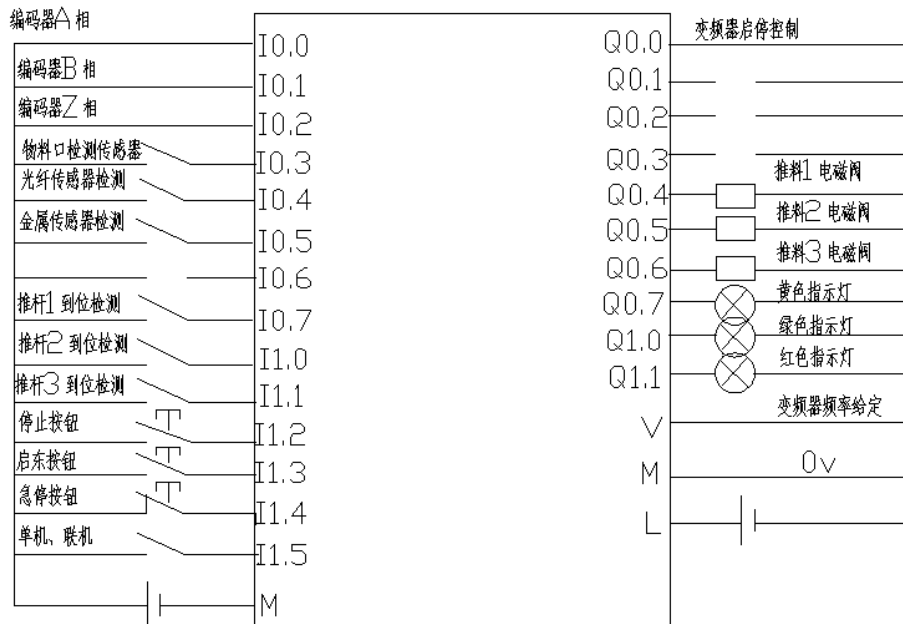 编码器A相
I0.0
编码器B相
I0.1
编码器Z相
I0.2
物料口检测传感器
I0.3
光纤传感器检测
I0.4
金属传感器检测
I0.5
I0.6
推杆1到位检测
I0.7
推杆2到位检测
I1.0
推杆3到位检测
I1.1
停止按钮
I1.2
启东按钮
I1.3
急停按钮
I1.4
单机、联机
I1.5
M
Q0.0
变频器启停控制
Q0.1
Q0.2
Q0.3
推料1电磁阀
Q0.4
推料2电磁阀
Q0.5
推料3电磁阀
Q0.6
黄色指示灯
Q0.7
绿色指示灯
Q1.0
红色指示灯
Q1.1
变频器频率给定
V
0v
M
L